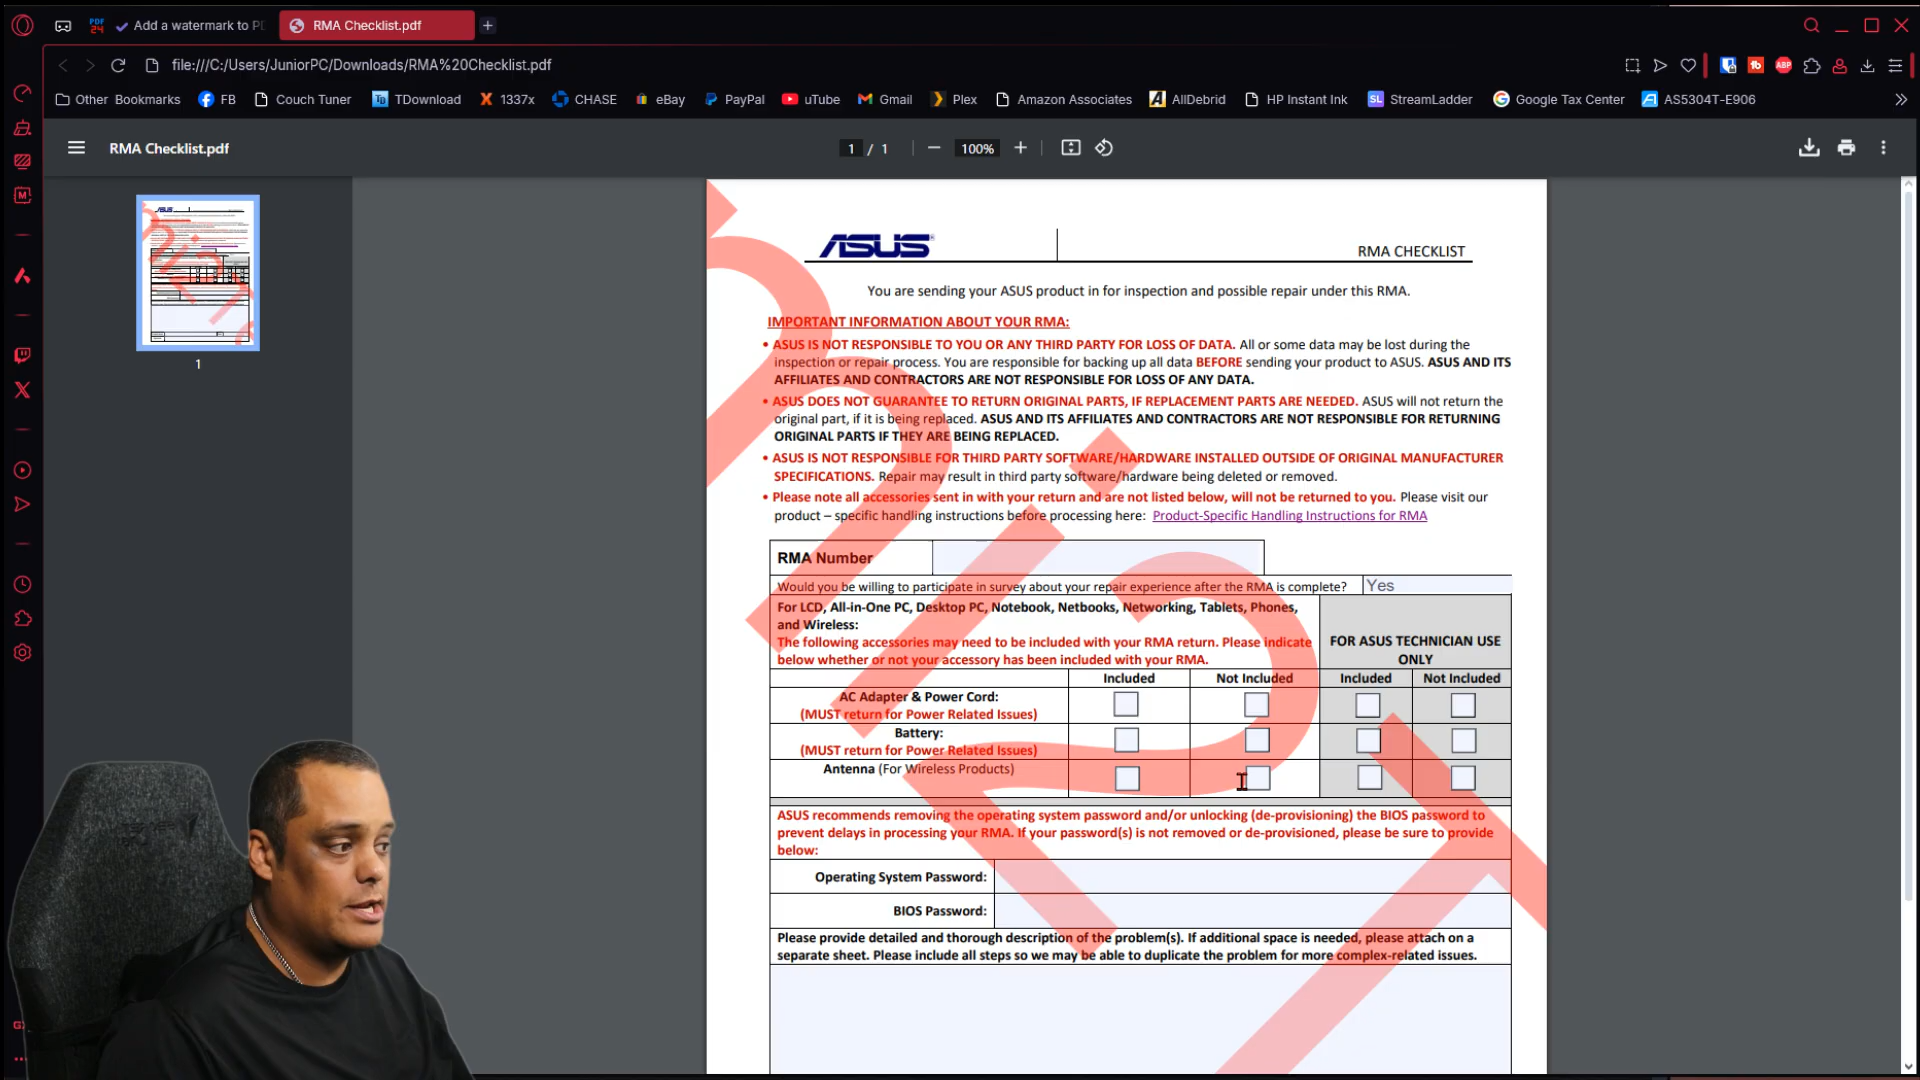 PDF24
Add a watermark to P
RMA Checklist.pdf
file:///C:/Users/JuniorPC/Downloads/RMA%20Checklist.pdf
ABP
Other Bookmarks FB Couch Tuner TDownload 1337x CHASE eBay PayPal uTube Gmail Plex Amazon Associates AllDebrid HP Instant Ink StreamLadder Google Tax Center AS5304T-E906
RMA Checklist.pdf
1 / 1
100%
1
ASUS
RMA CHECKLIST
You are sending your ASUS product in for inspection and possible repair under this RMA.
IMPORTANT INFORMATION ABOUT YOUR RMA:
• ASUS IS NOT RESPONSIBLE TO YOU OR ANY THIRD PARTY FOR LOSS OF DATA. All or some data may be lost during the
inspection or repair process. You are responsible for backing up all data BEFORE sending your product to ASUS. ASUS AND ITS
AFFILIATES AND CONTRACTORS ARE NOT RESPONSIBLE FOR LOSS OF ANY DATA.
• ASUS DOES NOT GUARANTEE TO RETURN ORIGINAL PARTS, IF REPLACEMENT PARTS ARE NEEDED. ASUS will not return the
original part, if it is being replaced. ASUS AND ITS AFFILIATES AND CONTRACTORS ARE NOT RESPONSIBLE FOR RETURNING
ORIGINAL PARTS IF THEY ARE BEING REPLACED.
• ASUS IS NOT RESPONSIBLE FOR THIRD PARTY SOFTWARE/HARDWARE INSTALLED OUTSIDE OF ORIGINAL MANUFACTURER
SPECIFICATIONS. Repair may result in third party software/hardware being deleted or removed.
• Please note all accessories sent in with your return and are not listed below, will not be returned to you. Please visit our
product – specific handling instructions before processing here: Product-Specific Handling Instructions for RMA
RMA Number
Would you be willing to participate in survey about your repair experience after the RMA is complete? Yes
For LCD, All-in-One PC, Desktop PC, Notebook, Netbooks, Networking, Tablets, Phones,
and Wireless:
The following accessories may need to be included with your RMA return. Please indicate
below whether or not your accessory has been included with your RMA.
FOR ASUS TECHNICIAN USE
ONLY
Included Not Included Included Not Included
AC Adapter & Power Cord:
(MUST return for Power Related Issues)
Battery:
(MUST return for Power Related Issues)
Antenna (For Wireless Products)
ASUS recommends removing the operating system password and/or unlocking (de-provisioning) the BIOS password to
prevent delays in processing your RMA. If your password(s) is not removed or de-provisioned, please be sure to provide
below:
Operating System Password:
BIOS Password:
Please provide detailed and thorough description of the problem(s). If additional space is needed, please attach on a
separate sheet. Please include all steps so we may be able to duplicate the problem for more complex-related issues.